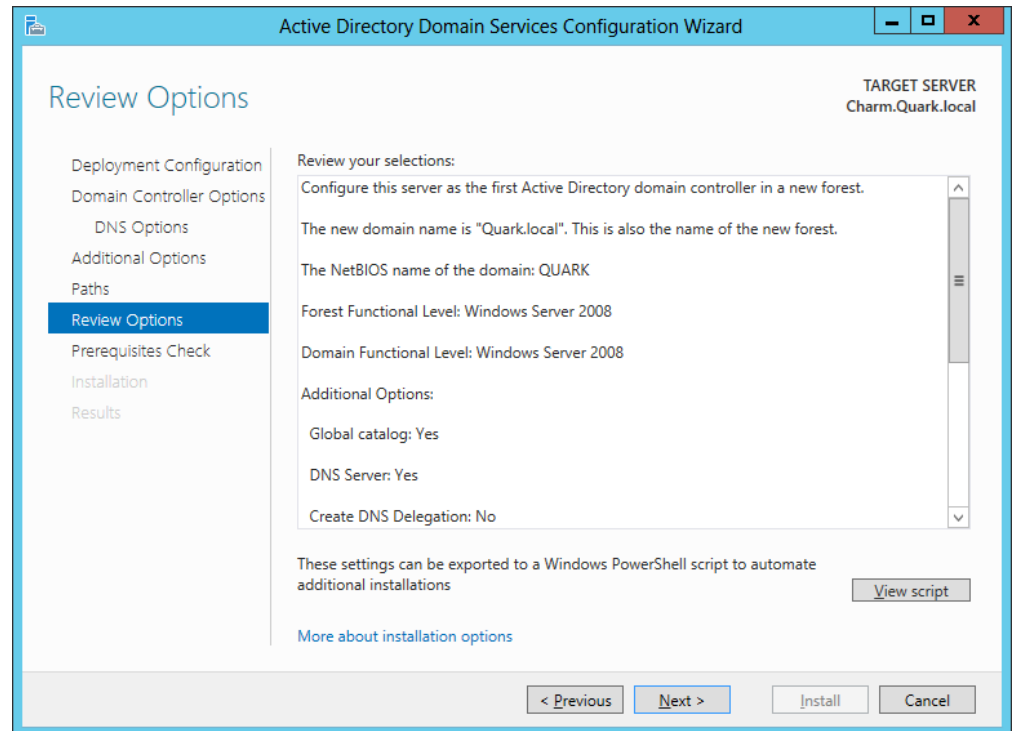 Active Directory Domain Services Configuration Wizard
Review Options
TARGET SERVER
Charm.Quark.local
Deployment Configuration
Domain Controller Options
DNS Options
Additional Options
Paths
Review Options
Prerequisites Check
Installation
Results
Review your selections:
Configure this server as the first Active Directory domain controller in a new forest.
The new domain name is "Quark.local". This is also the name of the new forest.
The NetBIOS name of the domain: QUARK
Forest Functional Level: Windows Server 2008
Domain Functional Level: Windows Server 2008
Additional Options:
Global catalog: Yes
DNS Server: Yes
Create DNS Delegation: No
These settings can be exported to a Windows PowerShell script to automate
additional installations
View script
More about installation options
< Previous
Next >
Install
Cancel